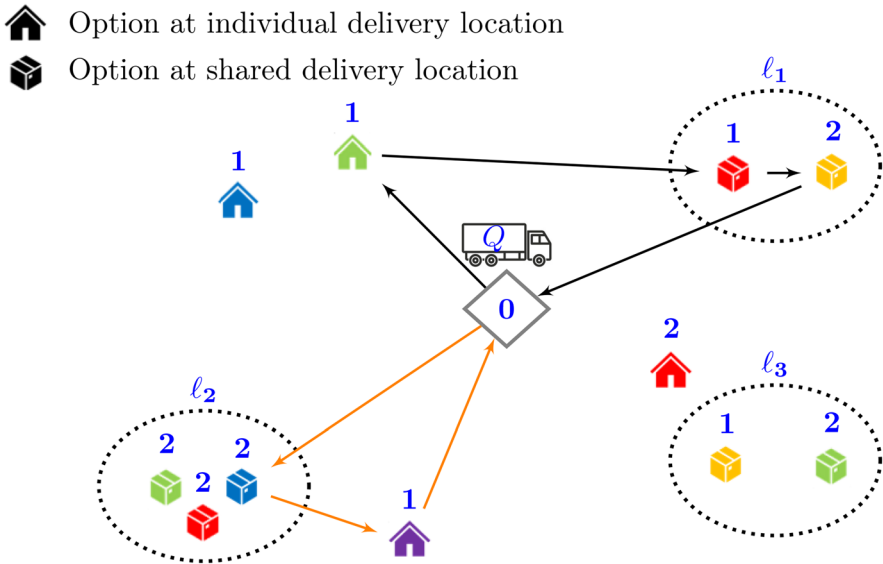 Option at individual delivery location
Option at shared delivery location
ℓ₁
1
1 2
1
Q
0
2
ℓ₃
ℓ₂
1 2
2 2
2
1